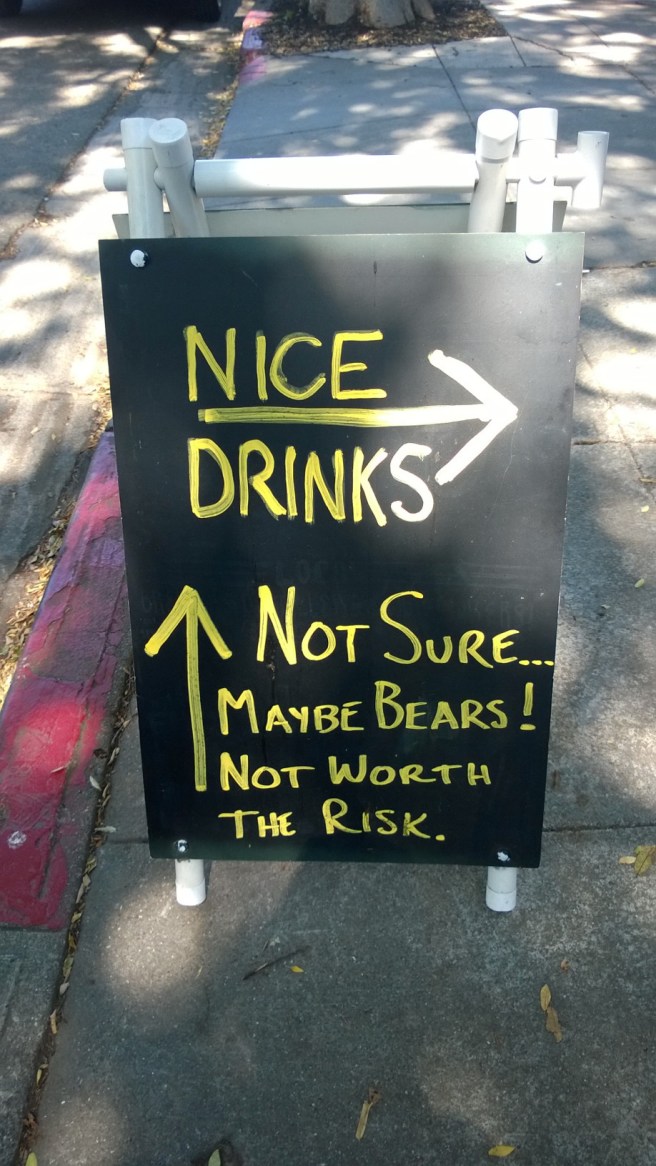 NICE
DRINKS
NOT SURE...
MAYBE BEARS!
NOT WORTH
THE RISK.